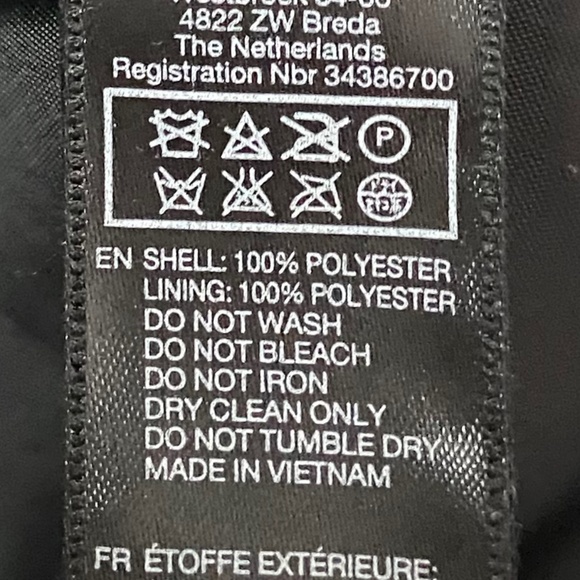 4822 ZW Breda
The Netherlands
Registration Nbr 34386700
P
EN SHELL: 100% POLYESTER
LINING: 100% POLYESTER
DO NOT WASH
DO NOT BLEACH
DO NOT IRON
DRY CLEAN ONLY
DO NOT TUMBLE DRY
MADE IN VIETNAM
FR ÉTOFFE EXTÉRIEURE: